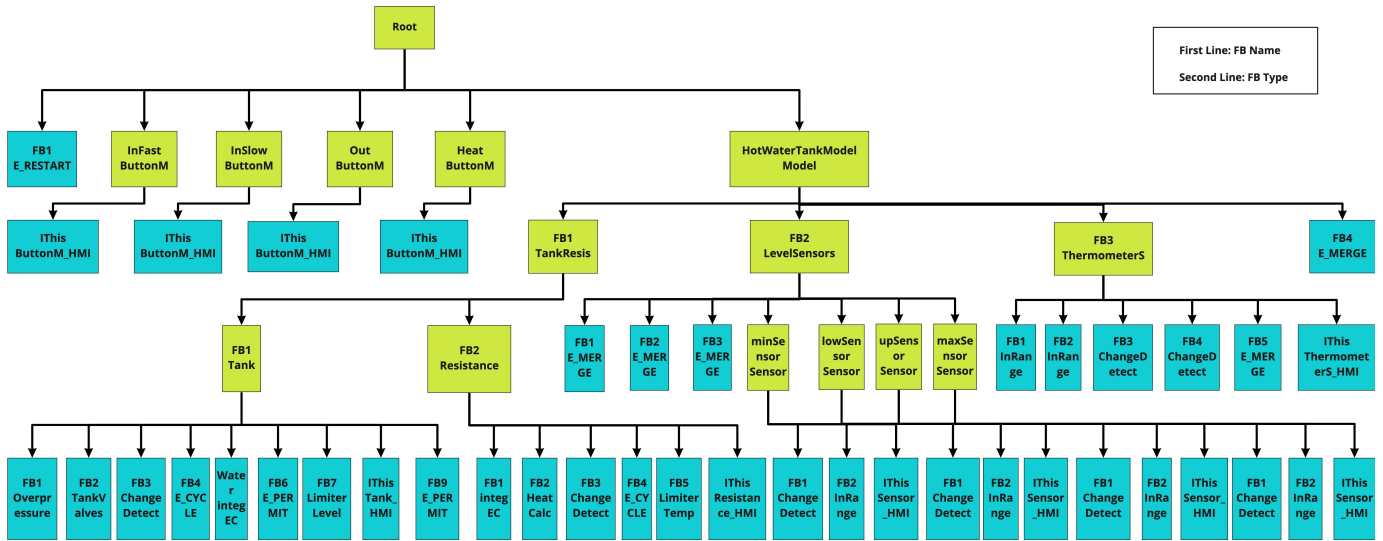 Root
First Line: FB Name
Second Line: FB Type
FB1
E_RESTART
InFast
ButtonM
InSlow
ButtonM
Out
ButtonM
Heat
ButtonM
HotWaterTankModel
Model
IThis
ButtonM_HMI
IThis
ButtonM_HMI
IThis
ButtonM_HMI
IThis
ButtonM_HMI
FB1
TankResis
FB2
LevelSensors
FB3
ThermometerS
FB4
E_MERGE
FB1
Tank
FB2
Resistance
FB1
E_MER
GE
FB2
E_MER
GE
FB3
E_MER
GE
minSe
nsor
Sensor
lowSen
sor
Sensor
upSens
or
Sensor
maxSe
nsor
Sensor
FB1
InRan
ge
FB2
InRan
ge
FB3
ChangeD
etect
FB4
ChangeD
etect
FB5
E_MER
GE
IThis
Thermomet
erS_HMI
FB1
Overpr
essure
FB2
TankV
alves
FB3
Change
Detect
FB4
E_CYC
LE
Wate
r
integ
EC
FB6
E_PER
MIT
FB7
Limiter
Level
IThis
Tank_
HMI
FB9
E_PER
MIT
FB1
integ
EC
FB2
Heat
Calc
FB3
Change
Detect
FB4
E_CY
CLE
FB5
Limiter
Temp
IThis
Resistan
ce_HMI
FB1
Change
Detect
FB2
InRa
nge
IThis
Sensor
_HMI
FB1
Change
Detect
FB2
InRa
nge
IThis
Sensor
_HMI
FB1
Change
Detect
FB2
InRa
nge
IThis
Sensor_
HMI
FB1
Change
Detect
FB2
InRa
nge
IThis
Sensor
_HMI